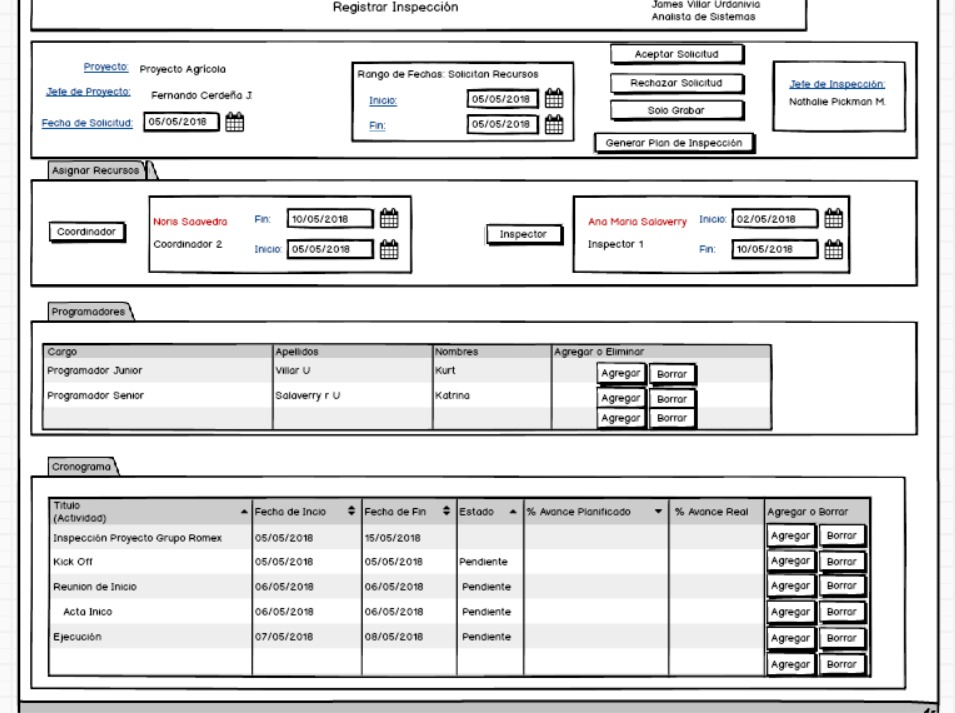 Registrar Inspección
James Villar Urdanivia
Analista de Sistemas
Proyecto: Proyecto Agricola
Jefe de Proyecto: Fernando Cerdeña J
Fecha de Solicitud: 05/05/2018
Rango de Fechas: Solicitan Recursos
Inicio: 05/05/2018
Fin: 05/05/2018
Aceptar Solicitud
Rechazar Solicitud
Solo Grabar
Generar Plan de Inspección
Jefe de Inspección:
Nathalie Pickman M.
Asignar Recursos
Coordinador
Noris Saavedra Fin: 10/05/2018
Coordinador 2 Inicio: 05/05/2018
Inspector
Ana Maria Salaverry Inicio: 02/05/2018
Inspector 1 Fin: 10/05/2018
Programadores
Cargo Apellidos Nombres Agregar o Eliminar
Programador Junior Villar U Kurt Agregar Borrar
Programador Senior Salaverry r U Katrina Agregar Borrar
Agregar Borrar
Cronograma
Titulo
(Actividad) Fecha de Incio Fecha de Fin Estado % Avance Planificado % Avance Real Agregar o Borrar
Inspección Proyecto Grupo Romex 05/05/2018 15/05/2018 Agregar Borrar
Kick Off 05/05/2018 05/05/2018 Pendiente Agregar Borrar
Reunion de Inicio 06/05/2018 06/05/2018 Pendiente Agregar Borrar
Acta Inico 06/05/2018 06/05/2018 Pendiente Agregar Borrar
Ejecución 07/05/2018 08/05/2018 Pendiente Agregar Borrar
Agregar Borrar